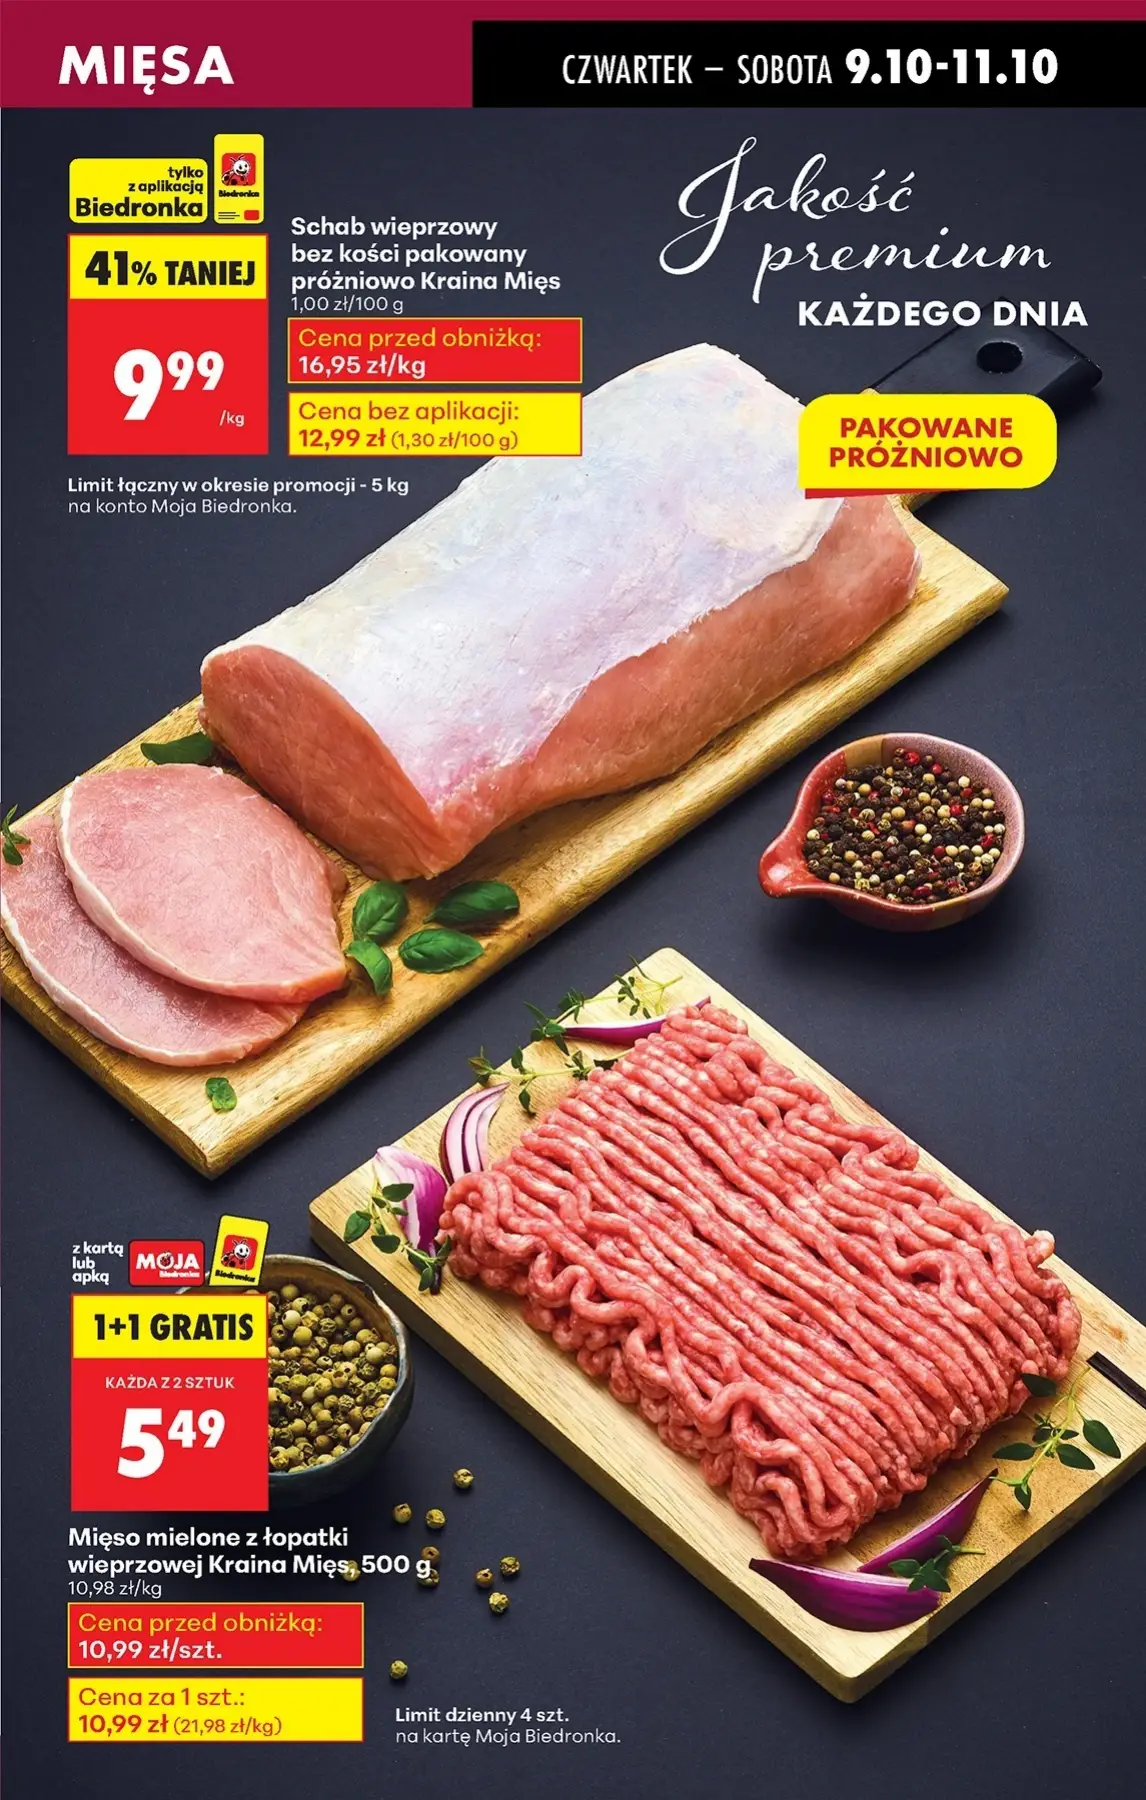 MIĘSA
CZWARTEK – SOBOTA 9.10-11.10
Jakość
premium
KAŻDEGO DNIA
tylko
z aplikacją
Biedronka
Biedronka
41% TANIEJ
999
/kg
Schab wieprzowy
bez kości pakowany
próżniowo Kraina Mięs
1,00 zł/100 g
Cena przed obniżką:
16,95 zł/kg
Cena bez aplikacji:
12,99 zł (1,30 zł/100 g)
Limit łączny w okresie promocji - 5 kg
na konto Moja Biedronka.
PAKOWANE
PRÓŻNIOWO
z kartą
lub
apką
MOJA
Biedronka
Biedronka
1+1 GRATIS
KAŻDA Z 2 SZTUK
549
Mięso mielone z łopatki
wieprzowej Kraina Mięs, 500 g
10,98 zł/kg
Cena przed obniżką:
10,99 zł/szt.
Cena za 1 szt.:
10,99 zł (21,98 zł/kg)
Limit dzienny 4 szt.
na kartę Moja Biedronka.